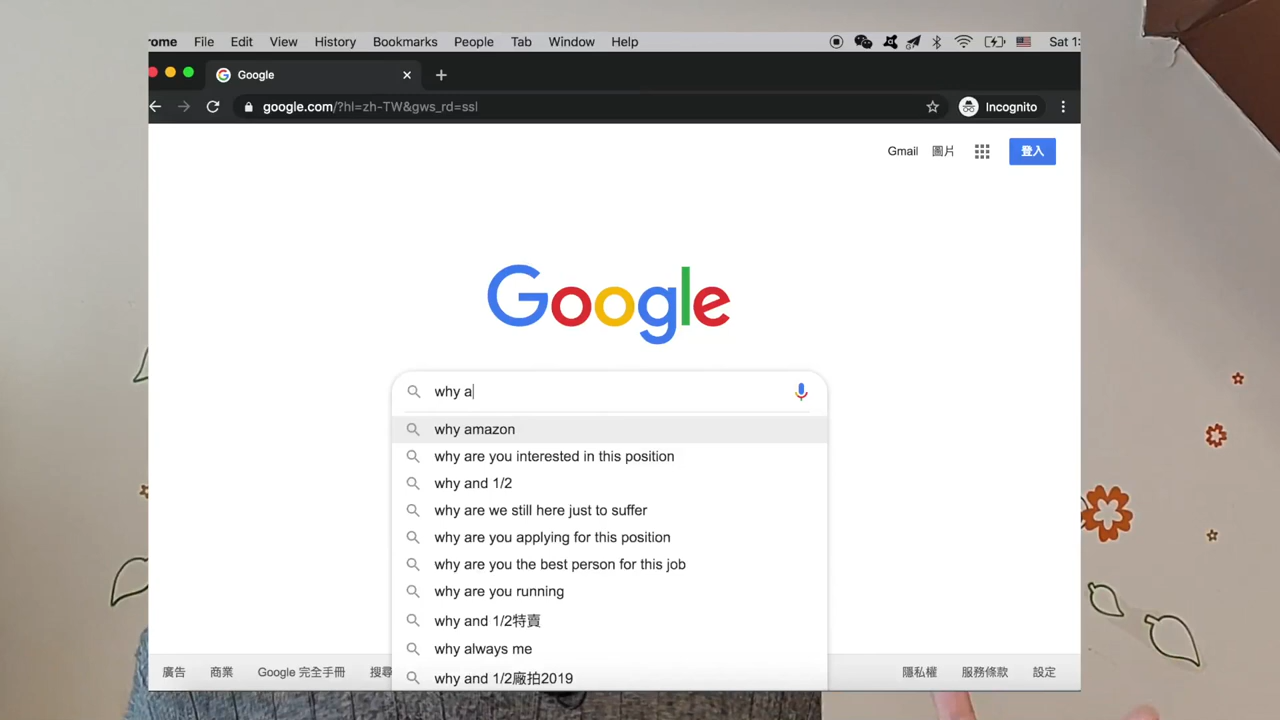 rome File Edit View History Bookmarks People Tab Window Help Sat 1:
Google
google.com/?hl=zh-TW&gws_rd=ssl Incognito
Gmail 圖片 登入
Google
why a
why amazon
why are you interested in this position
why and 1/2
why are we still here just to suffer
why are you applying for this position
why are you the best person for this job
why are you running
why and 1/2特賣
why always me
why and 1/2廠拍2019
廣告 商業 Google 完全手冊 搜尋 隱私權 服務條款 設定